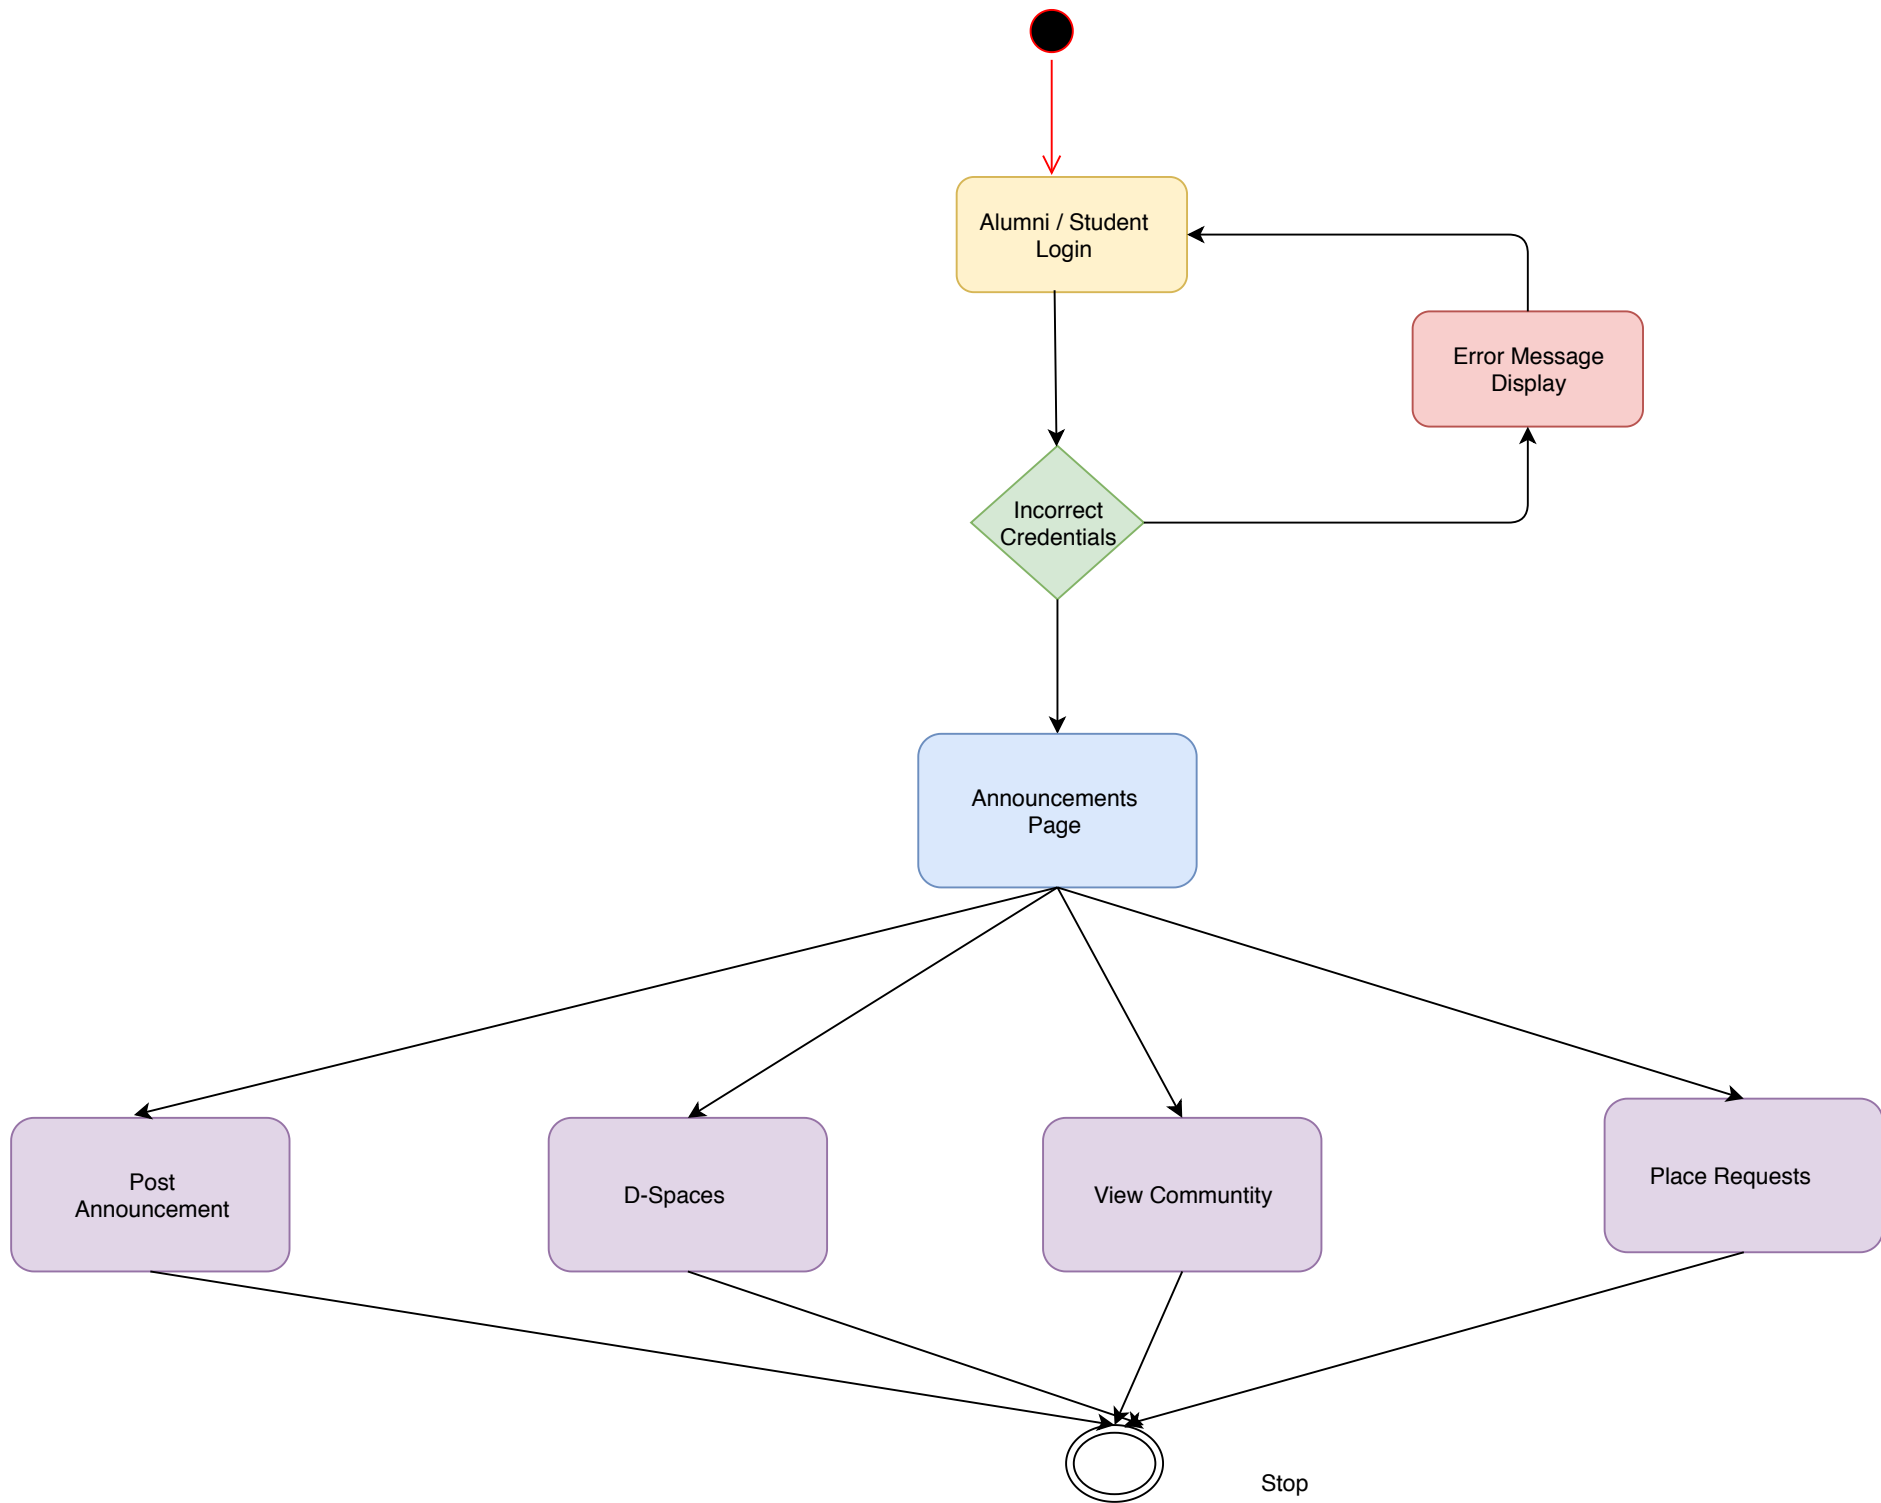 Alumni / Student
Login
Error Message
Display
Incorrect
Credentials
Announcements
Page
Post
Announcement
D-Spaces
View Communtity
Place Requests
Stop